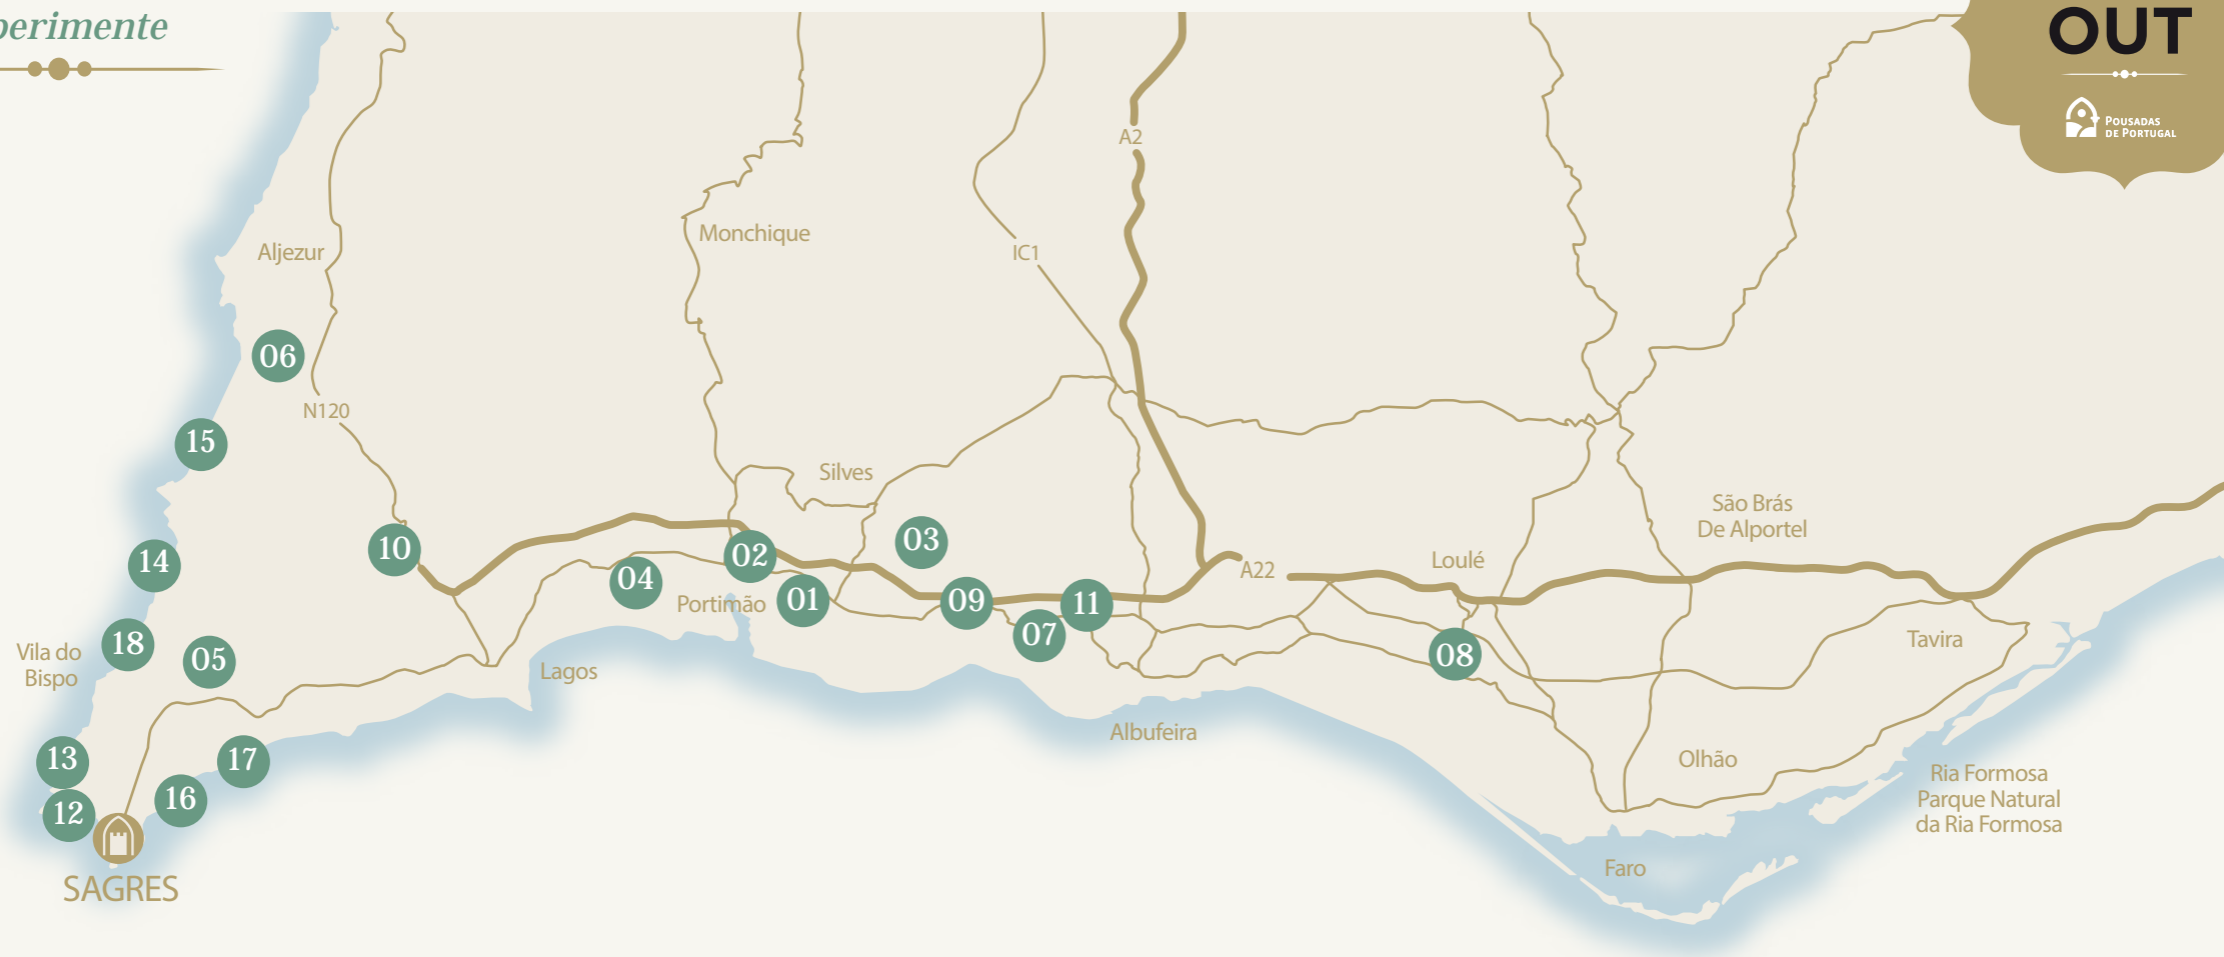 perimente
OUT
POUSADAS
DE PORTUGAL
A2
Monchique
Aljezur
IC1
06
N120
15
Silves
São Brás
De Alportel
10
02
03
14
04
Loulé
A22
Portimão
01
09
11
07
18
05
Vila do
Bispo
08
Tavira
Lagos
Albufeira
13
17
Olhão
Ria Formosa
Parque Natural
da Ria Formosa
12
16
Faro
SAGRES